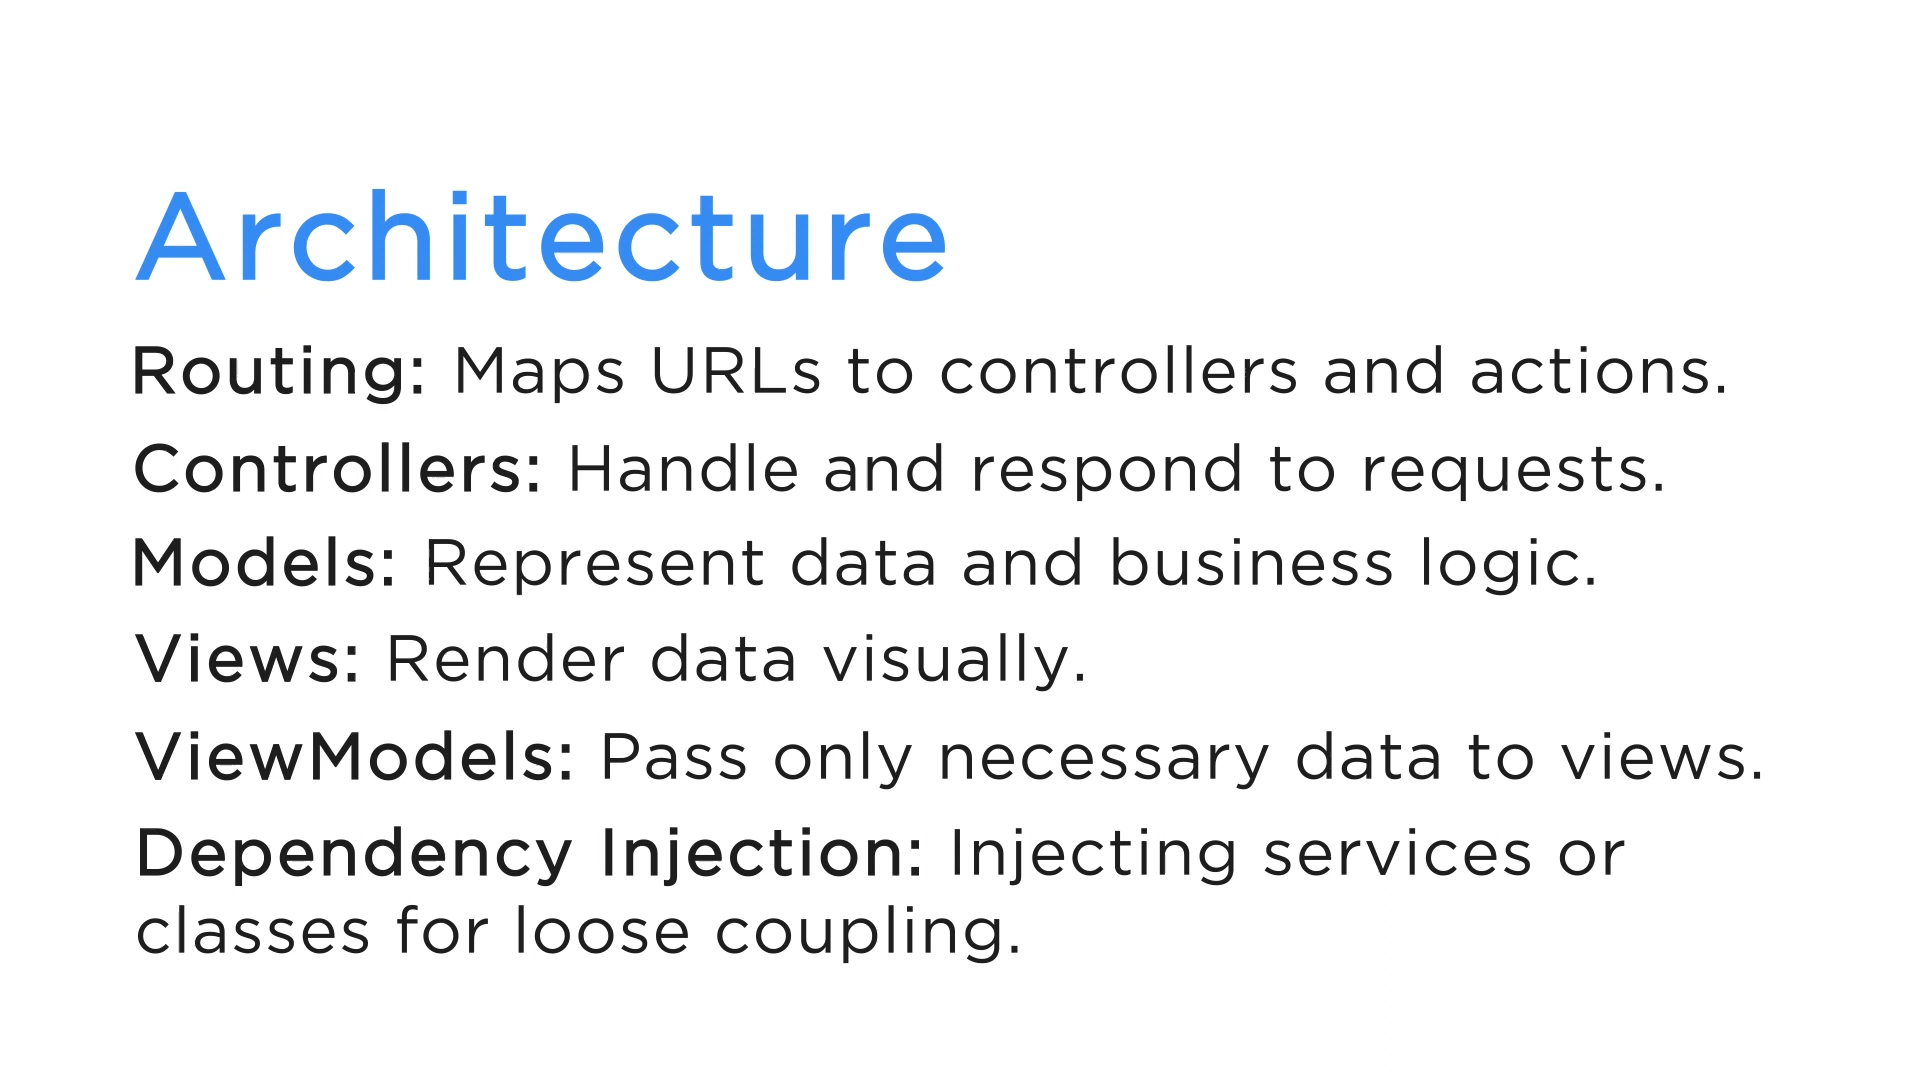 Architecture
Routing: Maps URLs to controllers and actions.
Controllers: Handle and respond to requests.
Models: Represent data and business logic.
Views: Render data visually.
ViewModels: Pass only necessary data to views.
Dependency Injection: Injecting services or
classes for loose coupling.